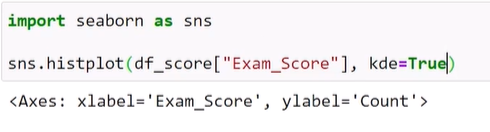 import seaborn as sns
sns.histplot(df_score["Exam_Score"], kde=True)
<Axes: xlabel='Exam_Score', ylabel='Count'>